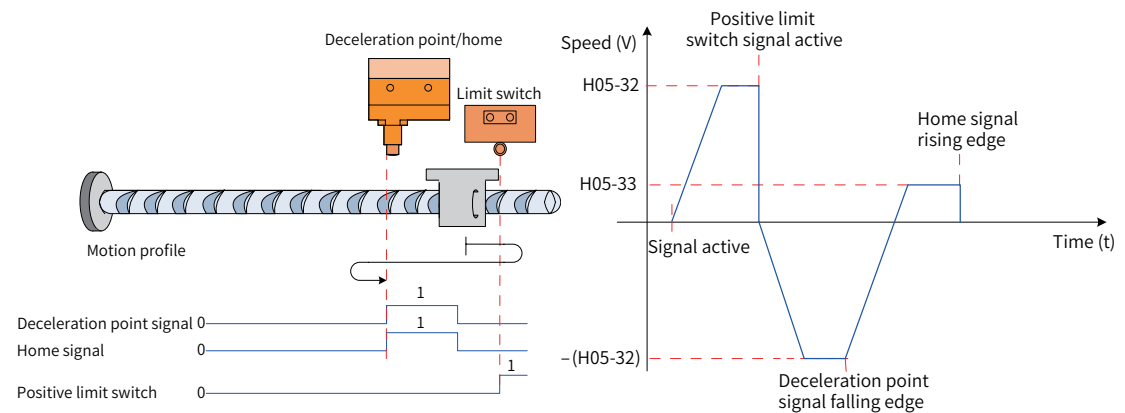 Deceleration point/home
Limit switch
Motion profile
1
Deceleration point signal 0
1
Home signal 0
1
Positive limit switch 0
Positive limit
switch signal active
Speed (V)
H05-32
Home signal
rising edge
H05-33
Signal active
Time (t)
–(H05-32)
Deceleration point
signal falling edge